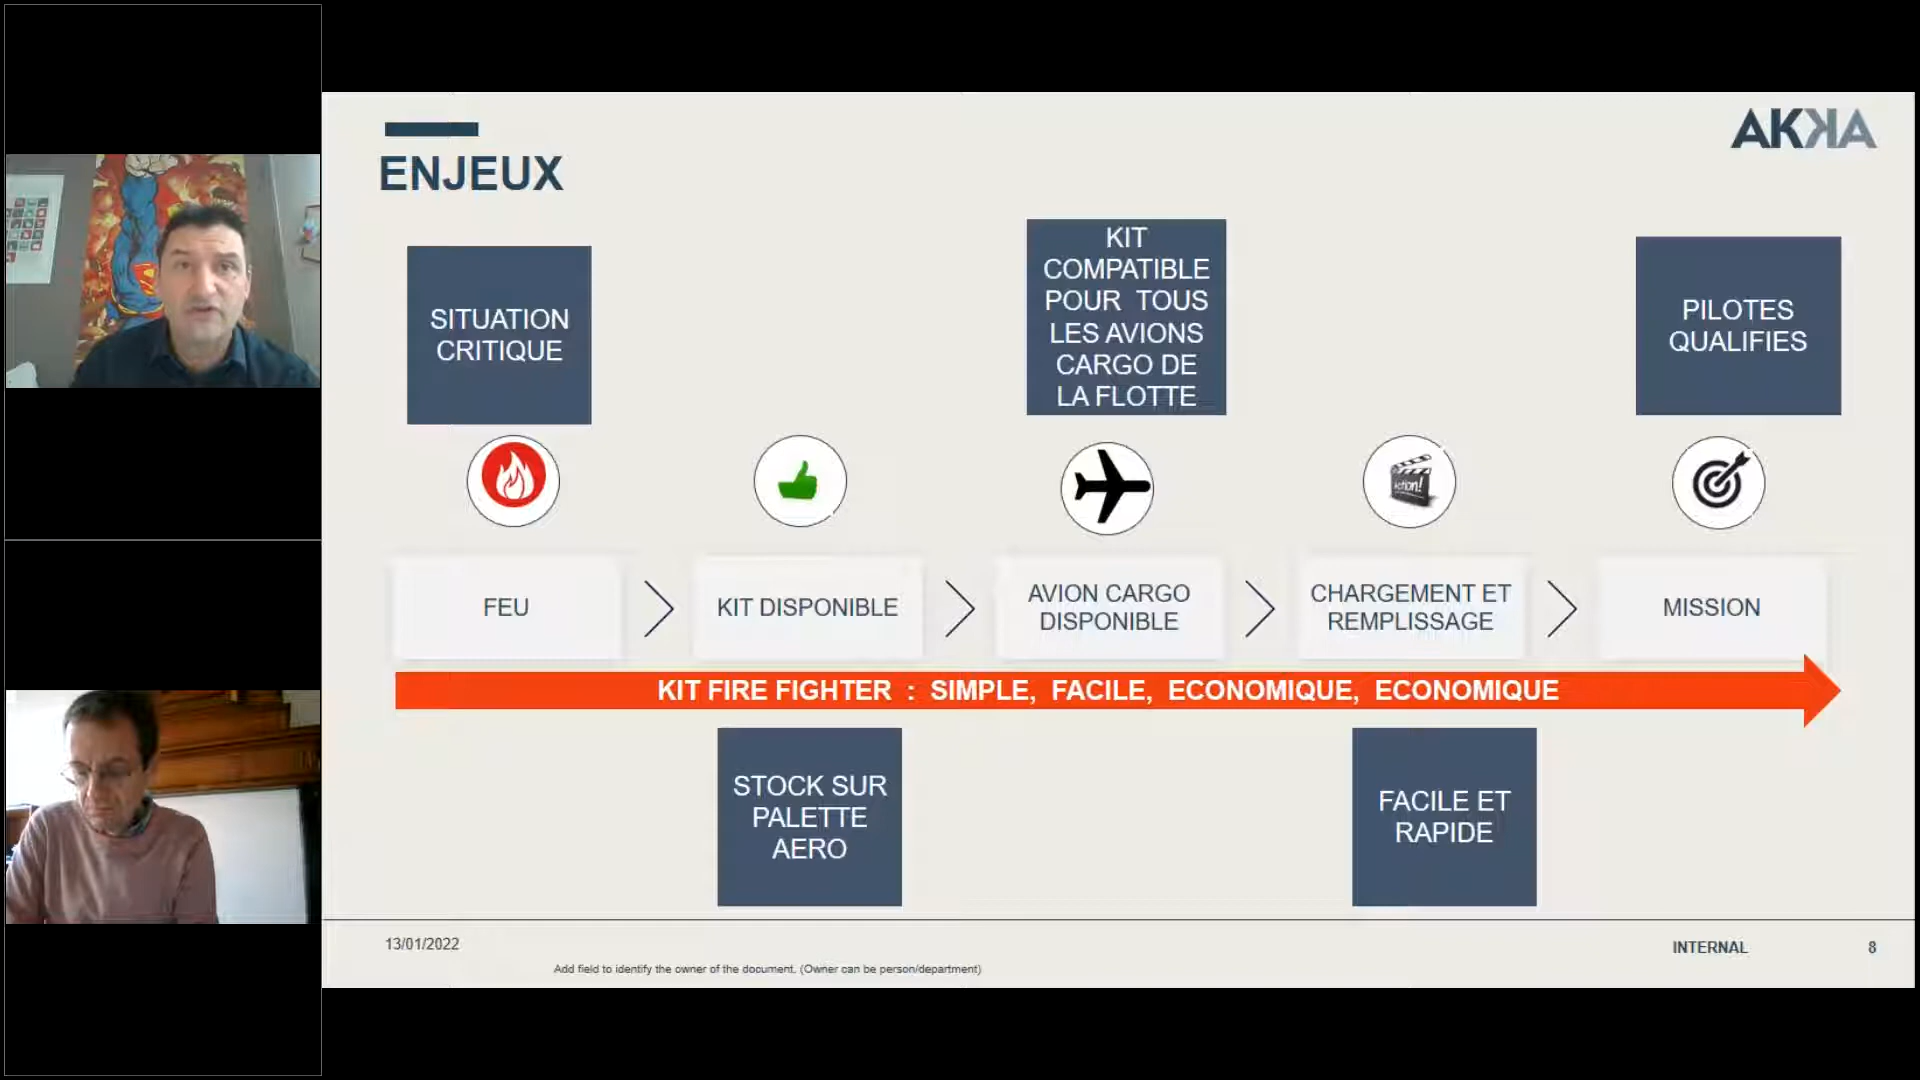 AKKA
ENJEUX
SITUATION
CRITIQUE
KIT
COMPATIBLE
POUR TOUS
LES AVIONS
CARGO DE
LA FLOTTE
PILOTES
QUALIFIES
action!
FEU
KIT DISPONIBLE
AVION CARGO
DISPONIBLE
CHARGEMENT ET
REMPLISSAGE
MISSION
KIT FIRE FIGHTER : SIMPLE, FACILE, ECONOMIQUE, ECONOMIQUE
STOCK SUR
PALETTE
AERO
FACILE ET
RAPIDE
13/01/2022
Add field to identify the owner of the document. (Owner can be person/department)
INTERNAL
8